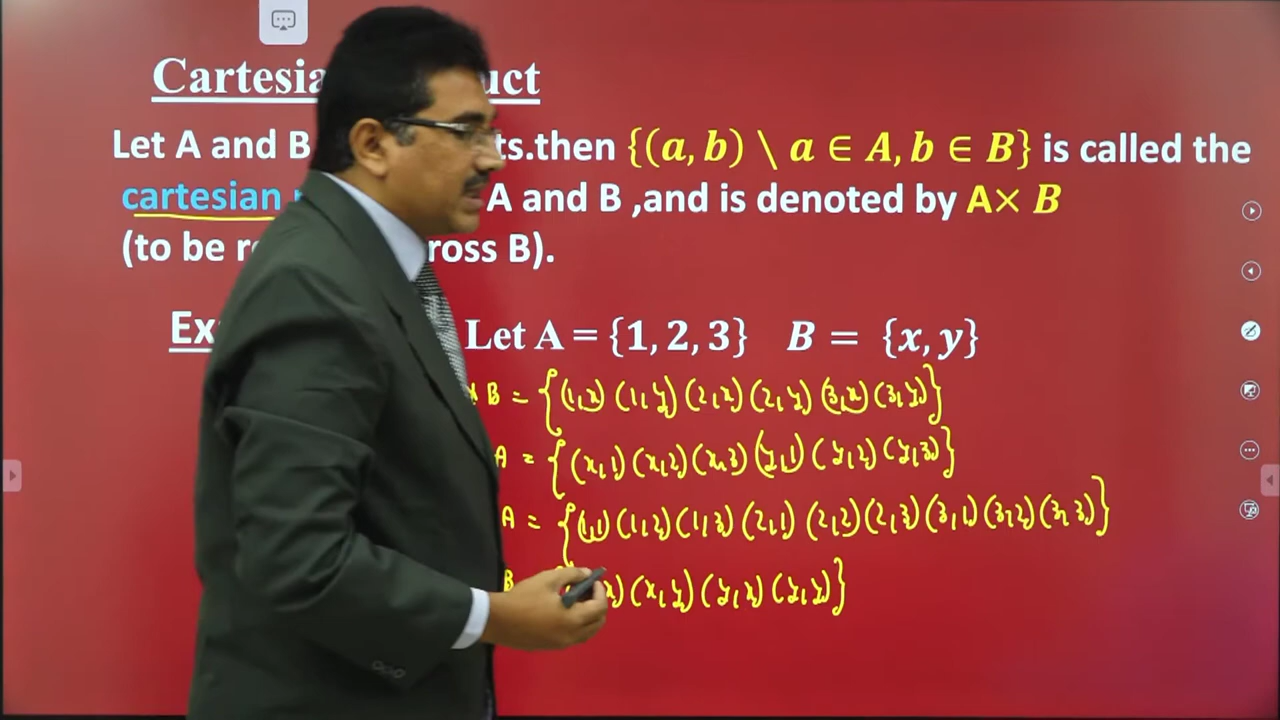 Cartesia uct
Let A and B ts.then {(a, b) \ a ∈ A, b ∈ B} is called the
cartesian A and B ,and is denoted by A× B
(to be r ross B).
Ex Let A = {1, 2, 3} B = {x, y}
B = {(1,x) (1,y) (2,x) (2,y) (3,x) (3,y)}
A = {(x,1) (x,2) (x,3) (y,1) (y,2) (y,3)}
A = {(1,1) (1,2) (1,3) (2,1) (2,2) (2,3) (3,1) (3,2) (3,3)}
B x) (x,y) (y,x) (y,y)}